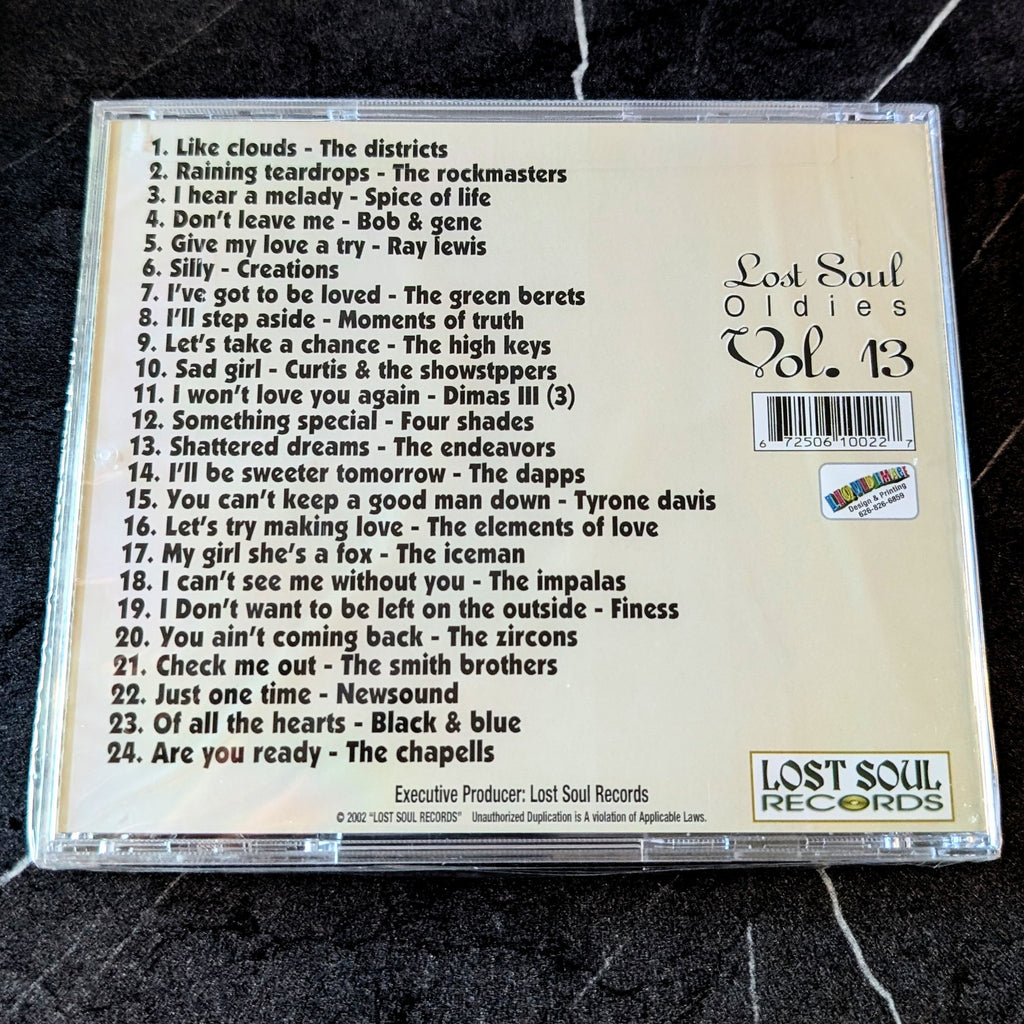 1. Like clouds - The districts
2. Raining teardrops - The rockmasters
3. I hear a melady - Spice of life
4. Don't leave me - Bob & gene
5. Give my love a try - Ray lewis
6. Silly - Creations
7. I've got to be loved - The green berets
8. I'll step aside - Moments of truth
9. Let's take a chance - The high keys
10. Sad girl - Curtis & the showstppers
11. I won't love you again - Dimas III (3)
12. Something special - Four shades
13. Shattered dreams - The endeavors
14. I'll be sweeter tomorrow - The dapps
15. You can't keep a good man down - Tyrone davis
16. Let's try making love - The elements of love
17. My girl she's a fox - The iceman
18. I can't see me without you - The impalas
19. I Don't want to be left on the outside - Finess
20. You ain't coming back - The zircons
21. Check me out - The smith brothers
22. Just one time - Newsound
23. Of all the hearts - Black & blue
24. Are you ready - The chapells
Executive Producer: Lost Soul Records
© 2002 "LOST SOUL RECORDS" Unauthorized Duplication is A violation of Applicable Laws.
Lost Soul
Oldies
Vol. 13
6 72506 10022 7
Design & Printing
626-826-6859
LOST SOUL
RECORDS